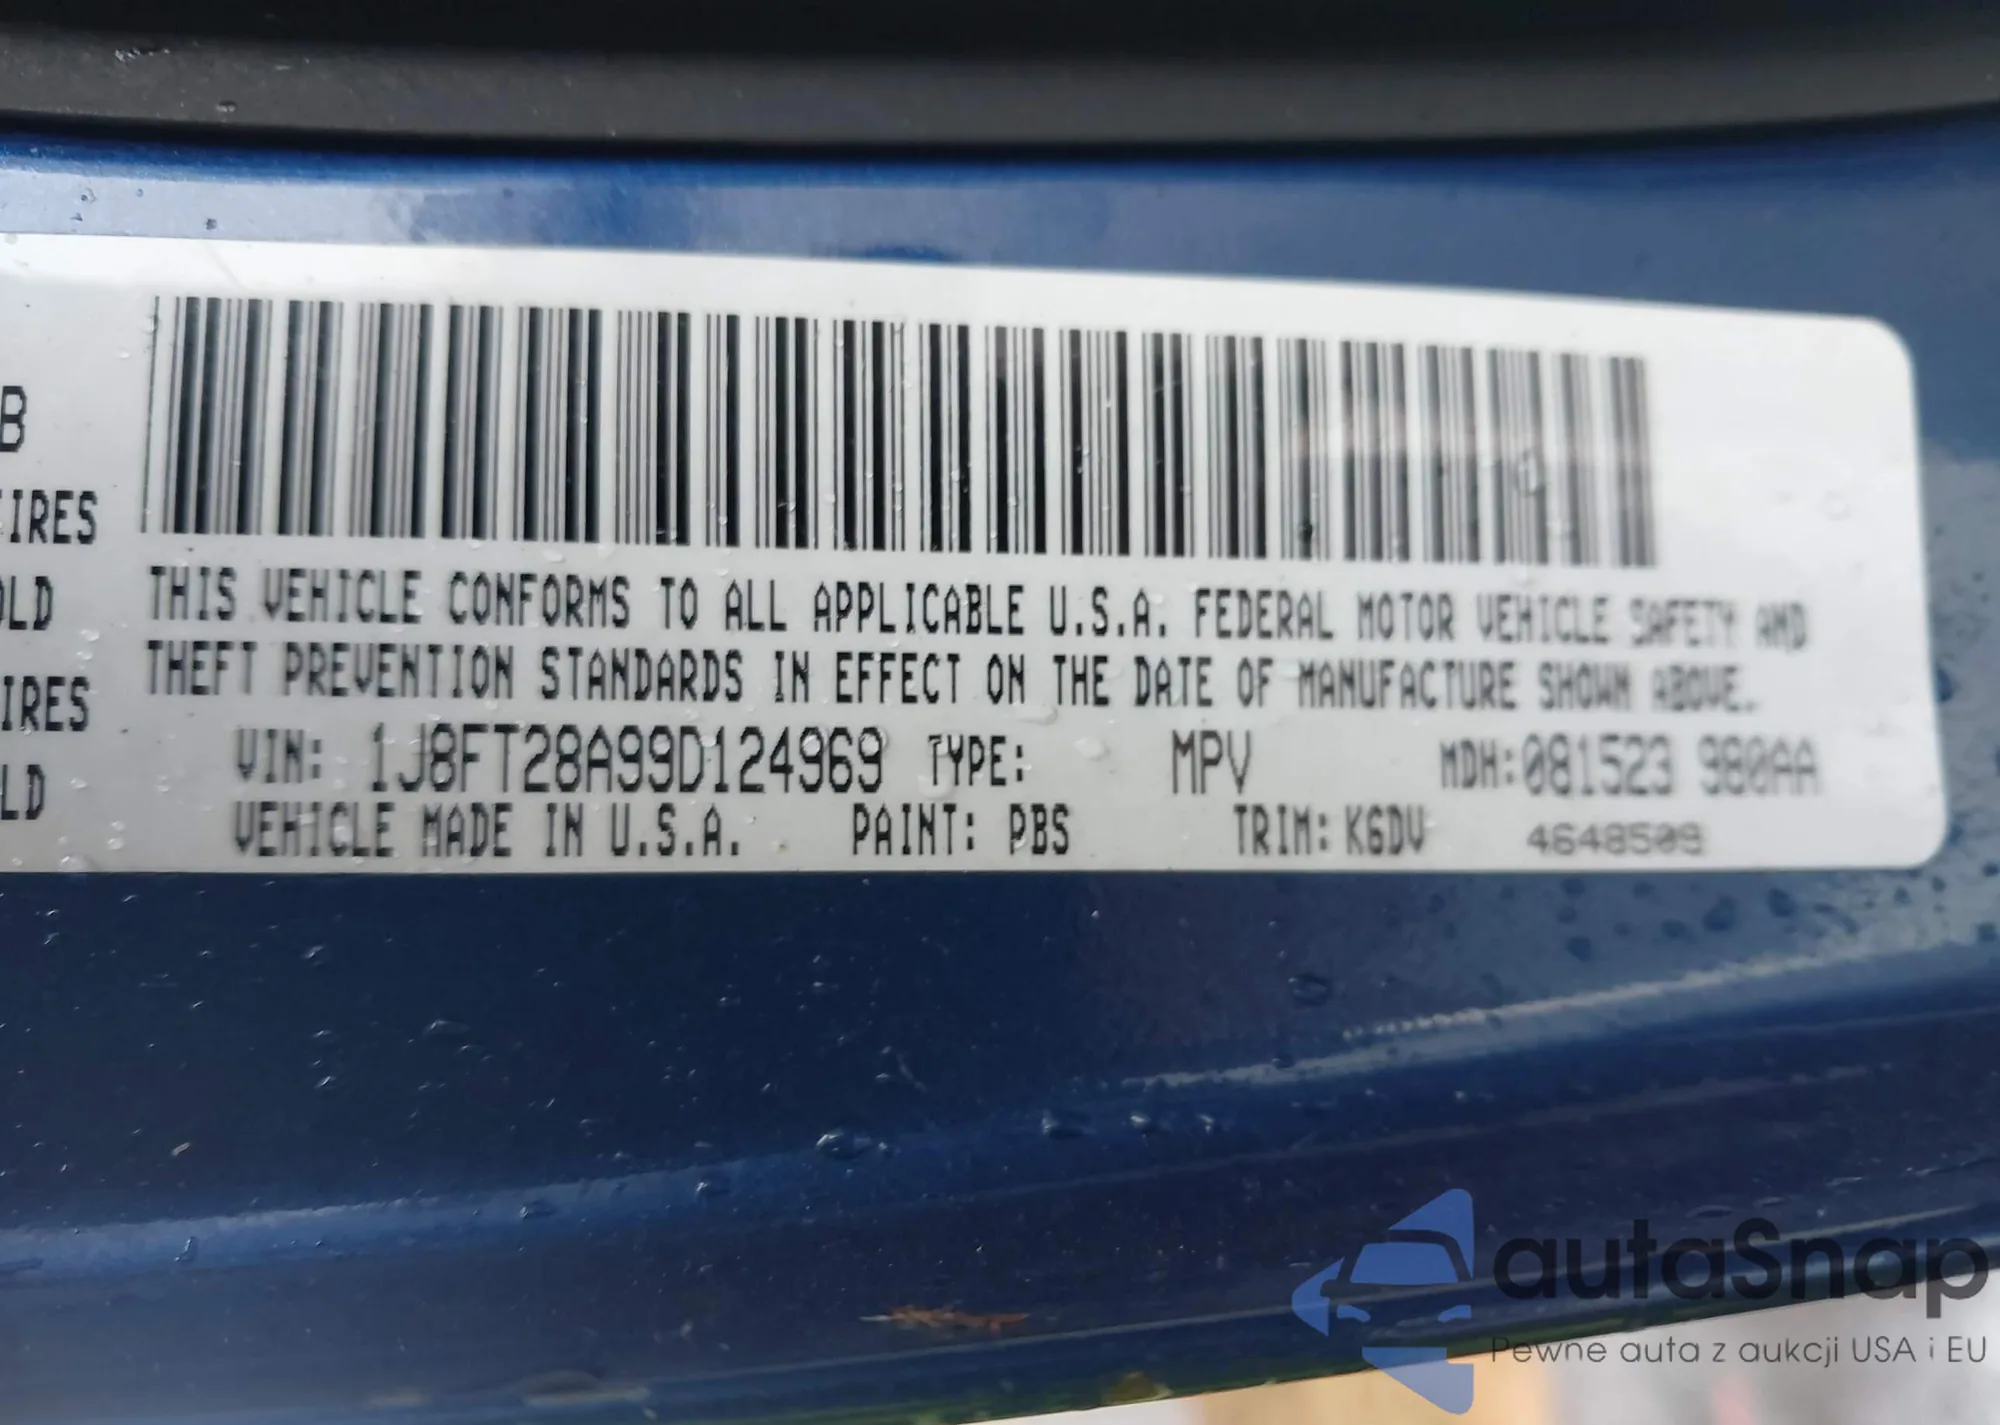 B
IRES
OLD
IRES
LD
THIS VEHICLE CONFORMS TO ALL APPLICABLE U.S.A. FEDERAL MOTOR VEHICLE SAFETY AND
THEFT PREVENTION STANDARDS IN EFFECT ON THE DATE OF MANUFACTURE SHOWN ABOVE.
VIN: 1J8FT28A99D124969 TYPE: MPV MDH:081523 980AA
VEHICLE MADE IN U.S.A. PAINT: PBS TRIM: K6DV 4648509
autaSnap
Pewne auta z aukcji USA i EU